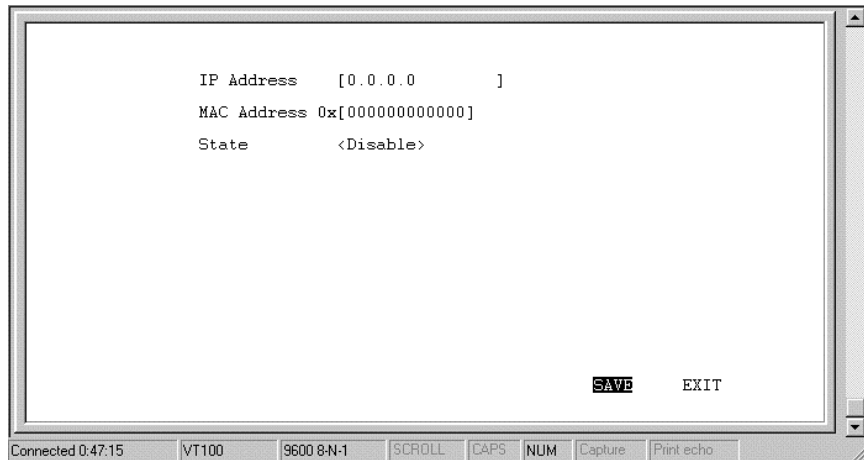 IP Address [0.0.0.0 ]
MAC Address 0x[000000000000]
State <Disable>
SAVE EXIT
Connected 0:47:15 VT100 9600 8-N-1 SCROLL CAPS NUM Capture Print echo